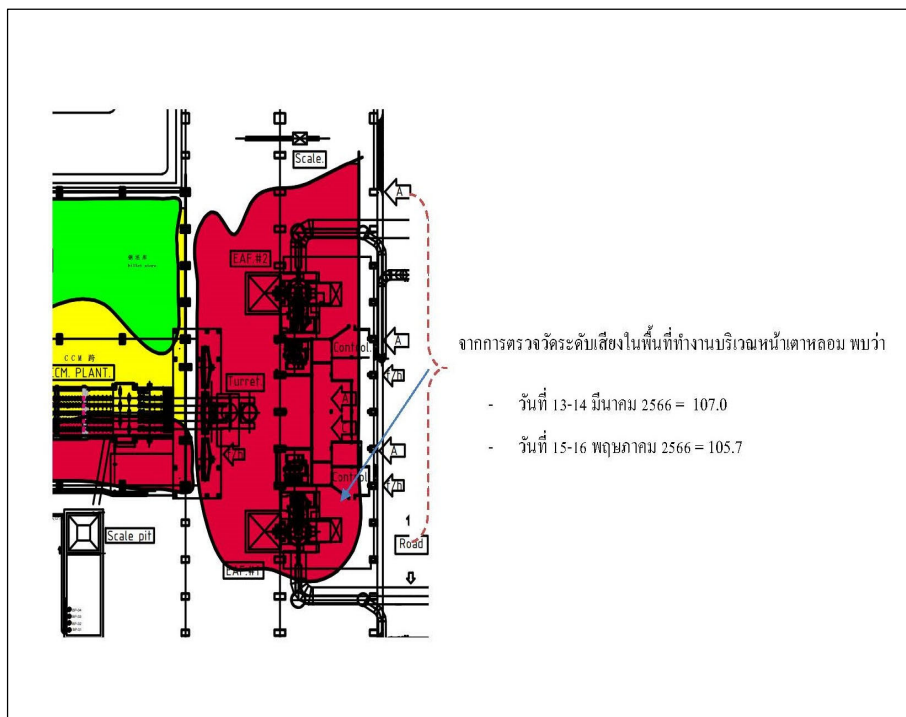 Scale.
A
EAF.#2
จากการตรวจวัดระดับเสียงในพื้นที่ทำงานบริเวณหน้าเตาหลอม พบว่า
Control.
A
CCM 跨
CM. PLANT.
f/h
Turret.
A
- วันที่ 13-14 มีนาคม 2566 = 107.0
- วันที่ 15-16 พฤษภาคม 2566 = 105.7
A
f/h
Control.
f/h
1
Scale pit
Road
EAF.#1